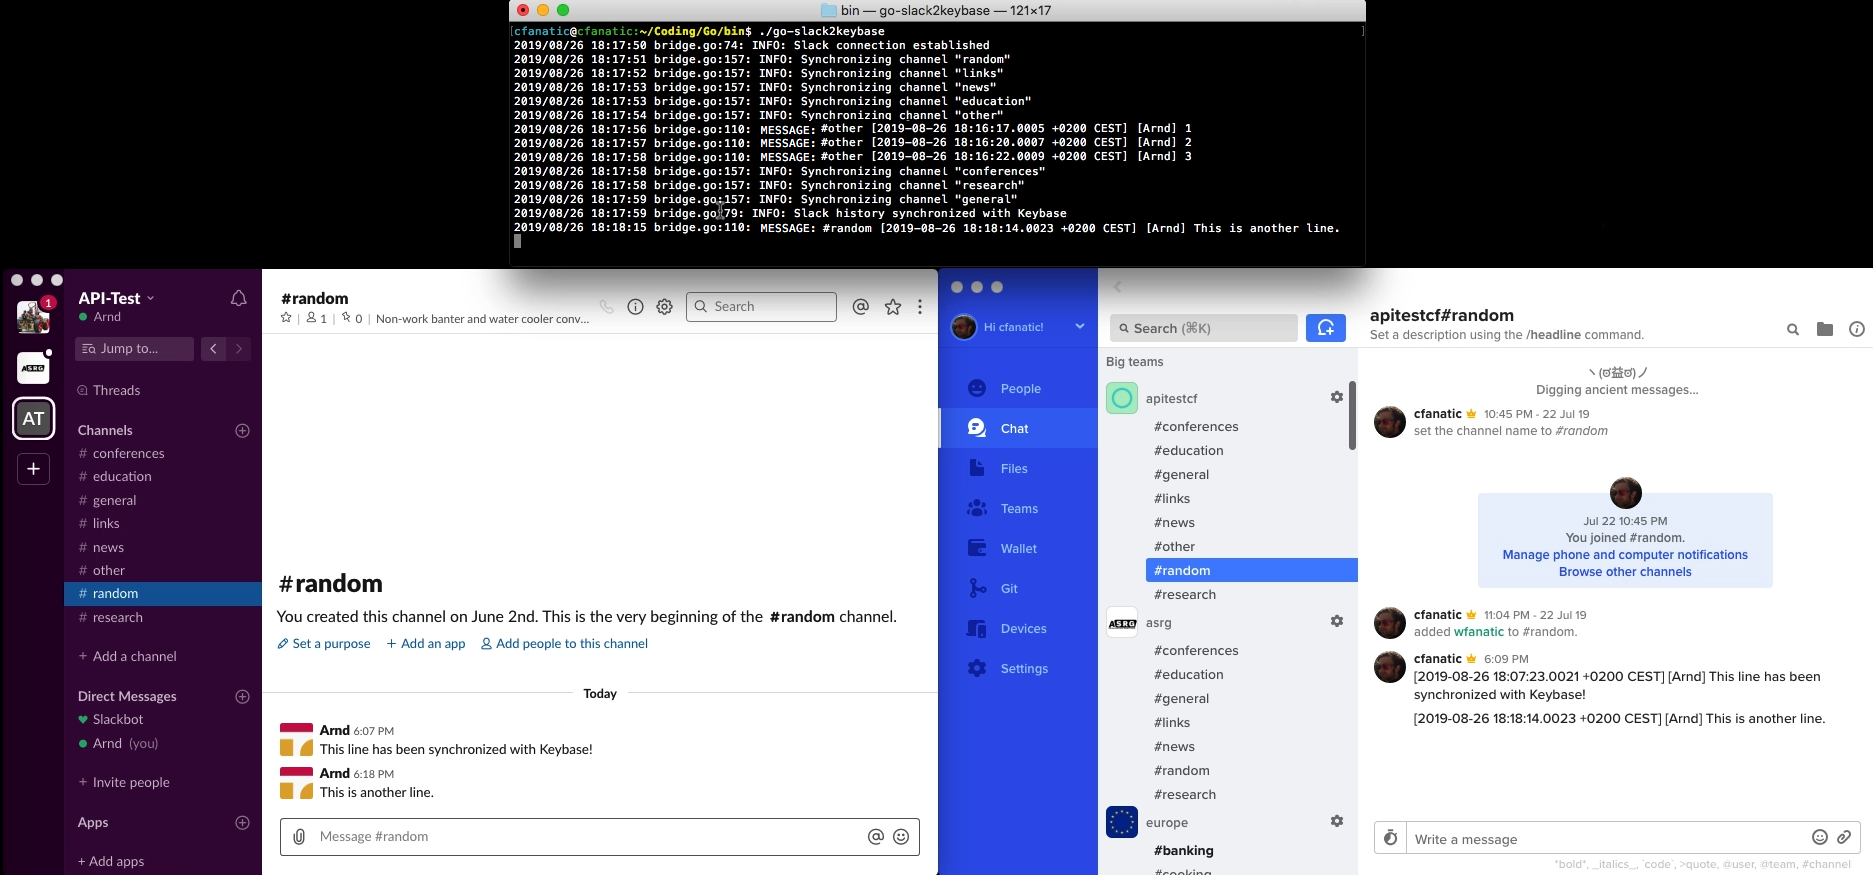 bin — go-slack2keybase — 121×17
[cfanatic@cfanatic:~/Coding/Go/bin$ ./go-slack2keybase ]
2019/08/26 18:17:50 bridge.go:74: INFO: Slack connection established
2019/08/26 18:17:51 bridge.go:157: INFO: Synchronizing channel "random"
2019/08/26 18:17:52 bridge.go:157: INFO: Synchronizing channel "links"
2019/08/26 18:17:53 bridge.go:157: INFO: Synchronizing channel "news"
2019/08/26 18:17:53 bridge.go:157: INFO: Synchronizing channel "education"
2019/08/26 18:17:54 bridge.go:157: INFO: Synchronizing channel "other"
2019/08/26 18:17:56 bridge.go:110: MESSAGE: #other [2019-08-26 18:16:17.0005 +0200 CEST] [Arnd] 1
2019/08/26 18:17:57 bridge.go:110: MESSAGE: #other [2019-08-26 18:16:20.0007 +0200 CEST] [Arnd] 2
2019/08/26 18:17:58 bridge.go:110: MESSAGE: #other [2019-08-26 18:16:22.0009 +0200 CEST] [Arnd] 3
2019/08/26 18:17:58 bridge.go:157: INFO: Synchronizing channel "conferences"
2019/08/26 18:17:58 bridge.go:157: INFO: Synchronizing channel "research"
2019/08/26 18:17:59 bridge.go:157: INFO: Synchronizing channel "general"
2019/08/26 18:17:59 bridge.go:79: INFO: Slack history synchronized with Keybase
2019/08/26 18:18:15 bridge.go:110: MESSAGE: #random [2019-08-26 18:18:14.0023 +0200 CEST] [Arnd] This is another line.
1
ASRG
AT
+
API-Test
Arnd
Jump to...
Threads
Channels
# conferences
# education
# general
# links
# news
# other
# random
# research
+ Add a channel
Direct Messages
Slackbot
Arnd (you)
+ Invite people
Apps
+ Add apps
#random
1 | 0 | Non-work banter and water cooler conv...
Search
#random
You created this channel on June 2nd. This is the very beginning of the #random channel.
Set a purpose + Add an app Add people to this channel
Today
Arnd 6:07 PM
This line has been synchronized with Keybase!
Arnd 6:18 PM
This is another line.
Message #random
Hi cfanatic!
People
Chat
Files
Teams
Wallet
Git
Devices
Settings
Search (⌘K)
Big teams
apitestcf
#conferences
#education
#general
#links
#news
#other
#random
#research
ASRG asrg
#conferences
#education
#general
#links
#news
#random
#research
europe
#banking
#cooking
apitestcf#random
Set a description using the /headline command.
ヽ(ಠ益ಠ)ノ
Digging ancient messages...
cfanatic 10:45 PM - 22 Jul 19
set the channel name to #random
Jul 22 10:45 PM
You joined #random.
Manage phone and computer notifications
Browse other channels
cfanatic 11:04 PM - 22 Jul 19
added wfanatic to #random.
cfanatic 6:09 PM
[2019-08-26 18:07:23.0021 +0200 CEST] [Arnd] This line has been
synchronized with Keybase!
[2019-08-26 18:18:14.0023 +0200 CEST] [Arnd] This is another line.
Write a message
*bold*, _italics_, `code`, >quote, @user, @team, #channel